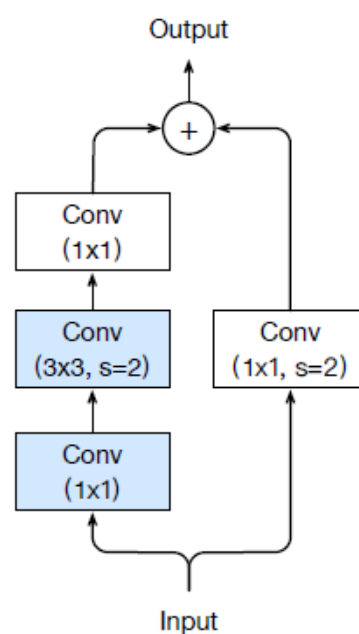 Output
+
Conv
(1x1)
Conv
(3x3, s=2)
Conv
(1x1, s=2)
Conv
(1x1)
Input